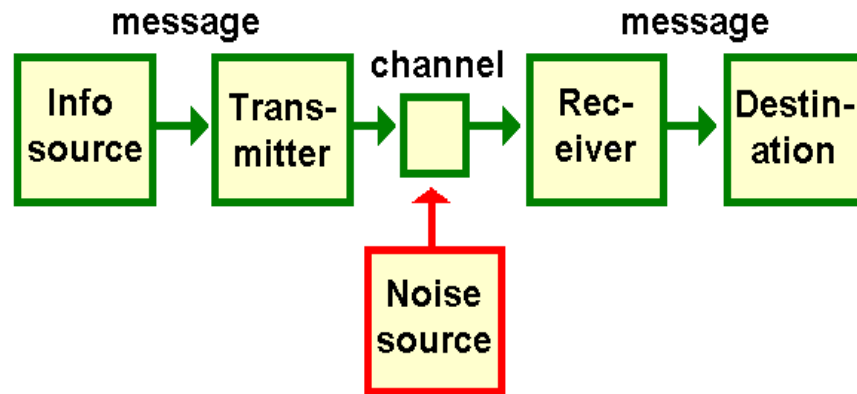 message
message
channel
Info
source
Trans-
mitter
Rec-
eiver
Destin-
ation
Noise
source